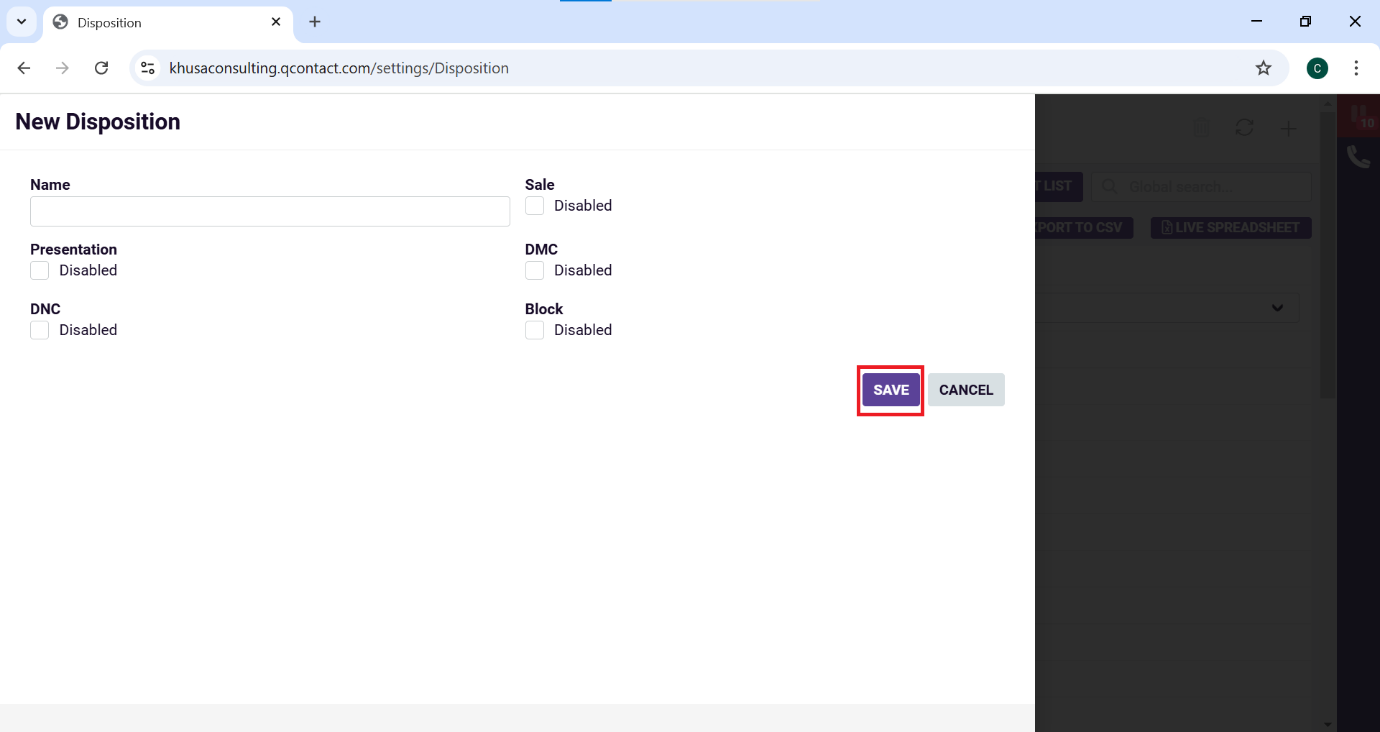 Disposition
khusaconsulting.qcontact.com/settings/Disposition
C
New Disposition
10
Name
Sale
Disabled
T LIST
Global search...
PORT TO CSV
LIVE SPREADSHEET
Presentation
Disabled
DMC
Disabled
DNC
Disabled
Block
Disabled
SAVE
CANCEL